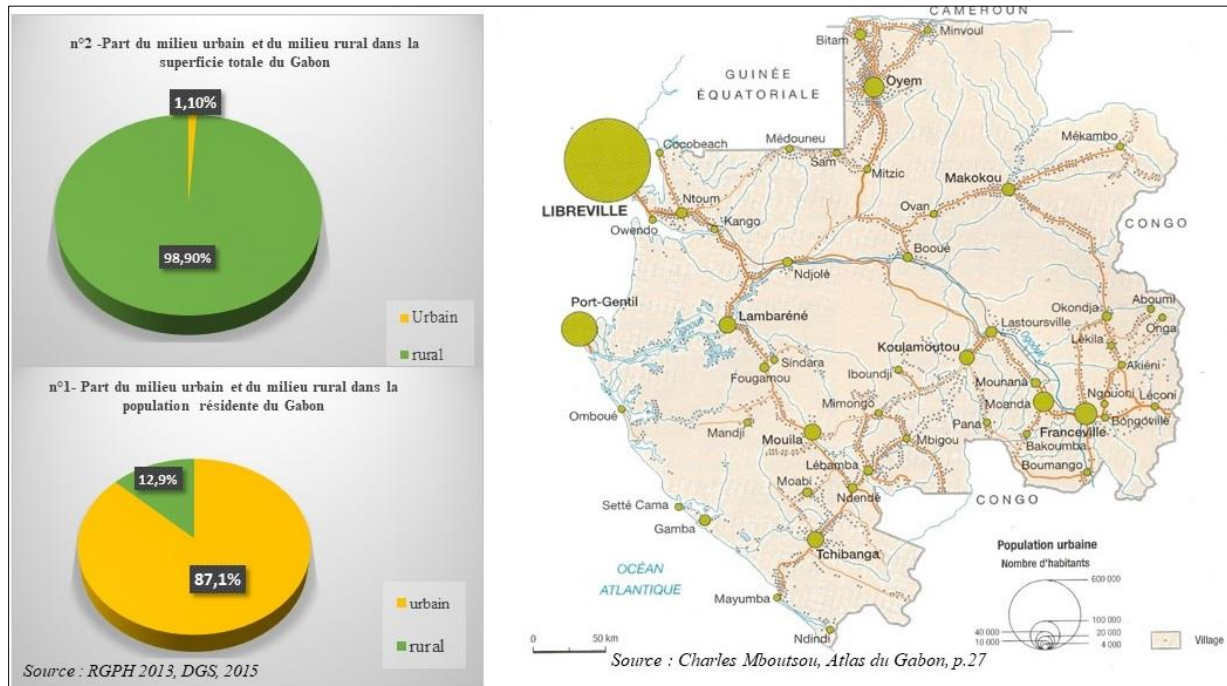 n°2 -Part du milieu urbain et du milieu rural dans la
superficie totale du Gabon
1,10%
98,90%
Urbain
rural
n°1- Part du milieu urbain et du milieu rural dans la
population résidente du Gabon
12,9%
87,1%
urbain
rural
Source : RGPH 2013, DGS, 2015
CAMEROUN
Bitam
Minvoul
GUINÉE
ÉQUATORIALE
Oyem
Cocobeach
Médouneu
Sam
Mitzic
Mékambo
Makokou
LIBREVILLE
Ntoum
Owendo
Kango
Ovan
Booué
CONGO
Ndjolé
Port-Gentil
Lambaréné
Ogooué
Lastoursville
Okondja
Aboumi
Onga
Lékila
Koulamoutou
Ogooué
Akiéni
Sindara
Fougamou
Iboundji
Mounana
Moanda
Ngouoni
Léconi
Omboué
Mandji
Mimongo
Mouila
Mbigou
Pana
Franceville
Bongoville
Bakoumba
Lébamba
Boumango
Moabi
Ndendé
CONGO
Setté Cama
Gamba
Tchibanga
OCÉAN
ATLANTIQUE
Mayumba
Ndindi
0 50 km
Population urbaine
Nombre d'habitants
600 000
100 000
40 000
20 000
10 000
4 000
Village
Source : Charles Mboutsou, Atlas du Gabon, p.27